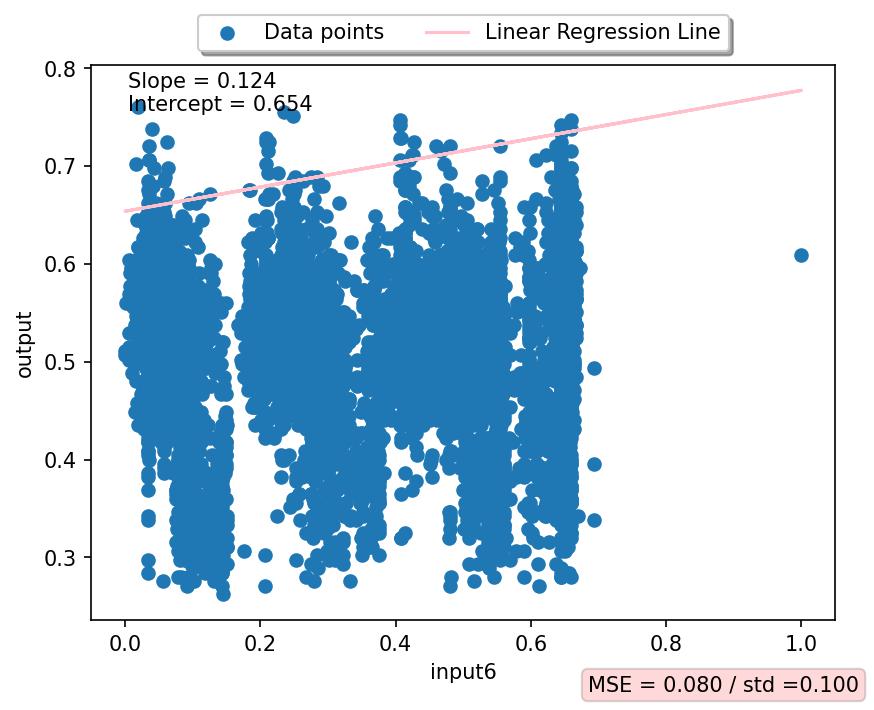 Data points
Linear Regression Line
Slope = 0.124
Intercept = 0.654
output
0.8
0.7
0.6
0.5
0.4
0.3
0.0
0.2
0.4
0.6
0.8
1.0
input6
MSE = 0.080 / std =0.100